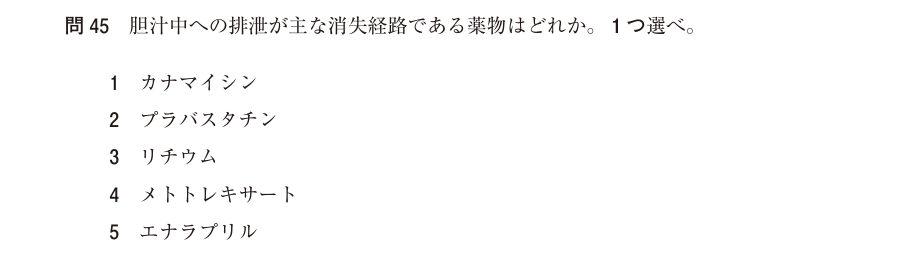 問 45　胆汁中への排泄が主な消失経路である薬物はどれか。1 つ選べ。
1　カナマイシン
2　プラバスタチン
3　リチウム
4　メトトレキサート
5　エナラプリル